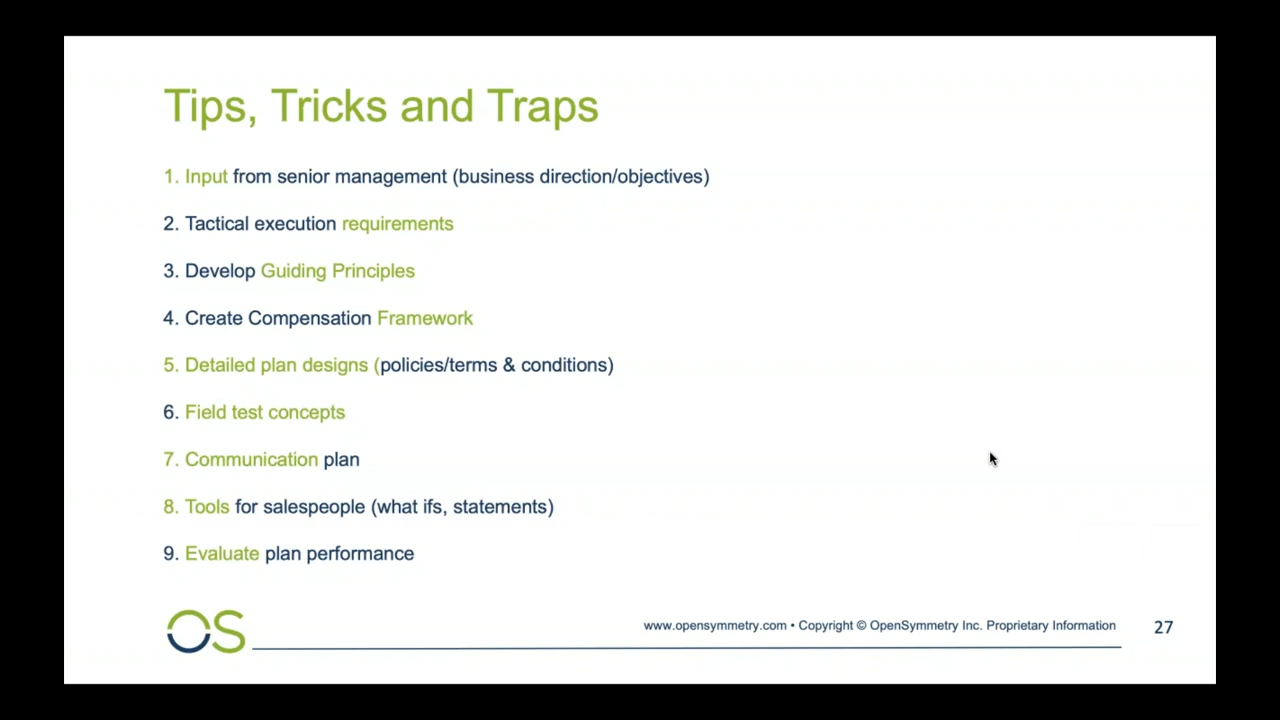 Tips, Tricks and Traps
1. Input from senior management (business direction/objectives)
2. Tactical execution requirements
3. Develop Guiding Principles
4. Create Compensation Framework
5. Detailed plan designs (policies/terms & conditions)
6. Field test concepts
7. Communication plan
8. Tools for salespeople (what ifs, statements)
9. Evaluate plan performance
OS
www.opensymmetry.com • Copyright © OpenSymmetry Inc. Proprietary Information
27